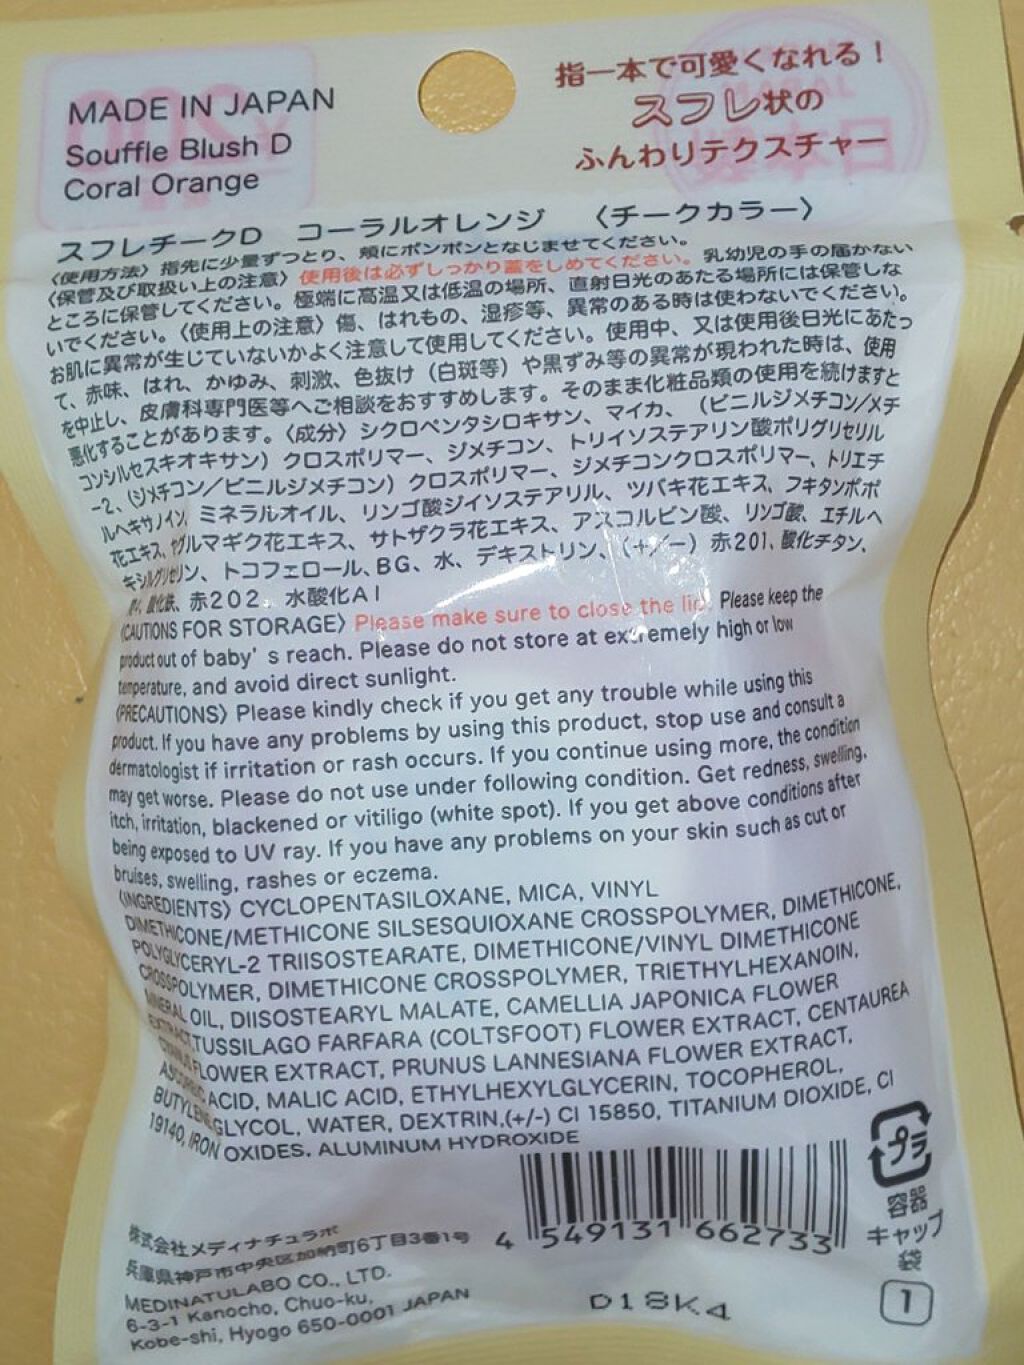 MADE IN JAPAN
Souffle Blush D
Coral Orange
指一本で可愛くなれる!
スフレ状の
ふんわりテクスチャー
スフレチークD コーラルオレンジ 〈チークカラー〉
〈使用方法〉指先に少量ずつとり、頬にポンポンとなじませてください。
〈保管及び取扱い上の注意〉使用後は必ずしっかり蓋をしめてください。乳幼児の手の届かない
ところに保管してください。極端に高温又は低温の場所、直射日光のあたる場所には保管しな
いでください。〈使用上の注意〉傷、はれもの、湿疹等、異常のある時は使わないでください。
お肌に異常が生じていないかよく注意して使用してください。使用中、又は使用後日光にあたっ
て、赤味、はれ、かゆみ、刺激、色抜け(白斑等)や黒ずみ等の異常が現われた時は、使用
を中止し、皮膚科専門医等へご相談をおすすめします。そのまま化粧品類の使用を続けますと
悪化することがあります。〈成分〉シクロペンタシロキサン、マイカ、(ビニルジメチコン/メチ
コンシルセスキオキサン)クロスポリマー、ジメチコン、トリイソステアリン酸ポリグリセリル
-2、(ジメチコン/ビニルジメチコン)クロスポリマー、ジメチコンクロスポリマー、トリエチ
ルヘキサノイン、ミネラルオイル、リンゴ酸ジイソステアリル、ツバキ花エキス、フキタンポポ
花エキス、ヤグルマギク花エキス、サトザクラ花エキス、アスコルビン酸、リンゴ酸、エチルヘ
キシルグリセリン、トコフェロール、BG、水、デキストリン、(+/-)赤201、酸化チタン、
酸化鉄、赤202、水酸化Al
〈CAUTIONS FOR STORAGE〉Please make sure to close the lid. Please keep the
product out of baby's reach. Please do not store at extremely high or low
temperature, and avoid direct sunlight.
〈PRECAUTIONS〉Please kindly check if you get any trouble while using this
product. If you have any problems by using this product, stop use and consult a
dermatologist if irritation or rash occurs. If you continue using more, the condition
may get worse. Please do not use under following condition. Get redness, swelling,
itch, irritation, blackened or vitiligo (white spot). If you get above conditions after
being exposed to UV ray. If you have any problems on your skin such as cut or
bruises, swelling, rashes or eczema.
〈INGREDIENTS〉CYCLOPENTASILOXANE, MICA, VINYL
DIMETHICONE/METHICONE SILSESQUIOXANE CROSSPOLYMER, DIMETHICONE,
POLYGLYCERYL-2 TRIISOSTEARATE, DIMETHICONE/VINYL DIMETHICONE
CROSSPOLYMER, DIMETHICONE CROSSPOLYMER, TRIETHYLHEXANOIN,
MINERAL OIL, DIISOSTEARYL MALATE, CAMELLIA JAPONICA FLOWER
EXTRACT, TUSSILAGO FARFARA (COLTSFOOT) FLOWER EXTRACT, CENTAUREA
CYANUS FLOWER EXTRACT, PRUNUS LANNESIANA FLOWER EXTRACT,
ASCORBIC ACID, MALIC ACID, ETHYLHEXYLGLYCERIN, TOCOPHEROL,
BUTYLENE GLYCOL, WATER, DEXTRIN,(+/-) CI 15850, TITANIUM DIOXIDE, CI
19140, IRON OXIDES, ALUMINUM HYDROXIDE
株式会社メディナチュラボ
兵庫県神戸市中央区加納町6丁目3番1号
MEDINATULABO CO., LTD.
6-3-1 Kanocho, Chuo-ku,
Kobe-shi, Hyogo 650-0001 JAPAN
4 549131 662733
D18K4
プラ
容器
キャップ
袋
1